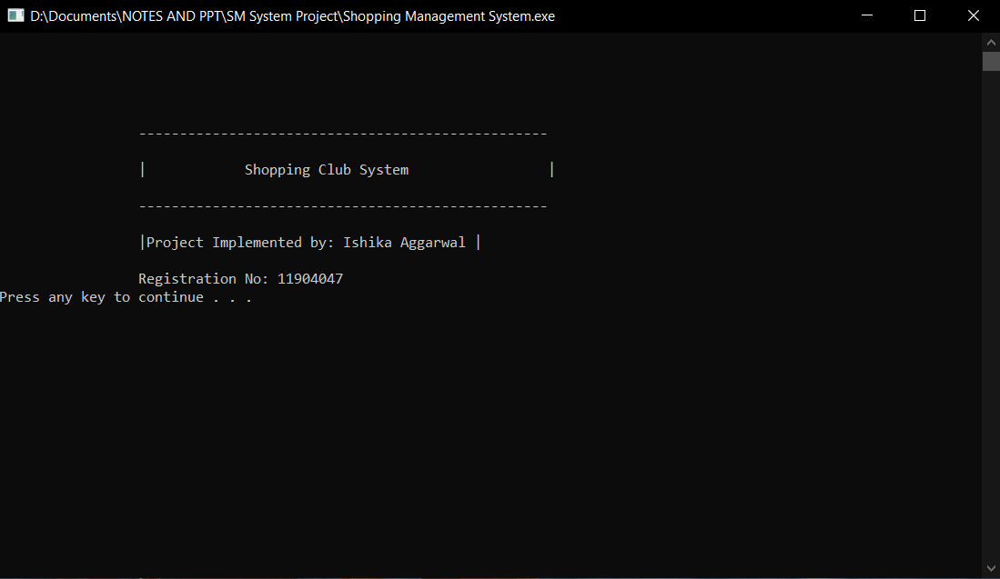 D:\Documents\NOTES AND PPT\SM System Project\Shopping Management System.exe
--------------------------------------------------
| Shopping Club System |
--------------------------------------------------
|Project Implemented by: Ishika Aggarwal |
Registration No: 11904047
Press any key to continue . . .